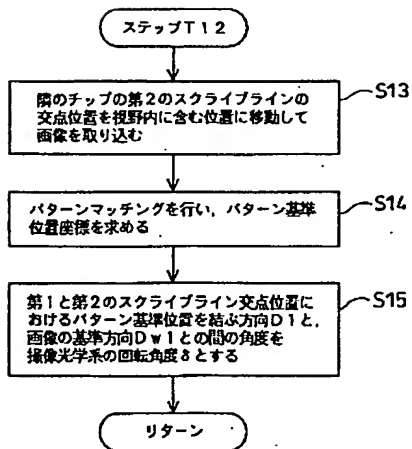 ステップT12
隣のチップの第2のスクライブラインの
交点位置を視野内に含む位置に移動して
画像を取り込む
S13
パターンマッチングを行い,パターン基準
位置座標を求める
S14
第1と第2のスクライブライン交点位置に
おけるパターン基準位置を結ぶ方向D1と,
画像の基準方向Dw1との間の角度を
撮像光学系の回転角度δとする
S15
リターン